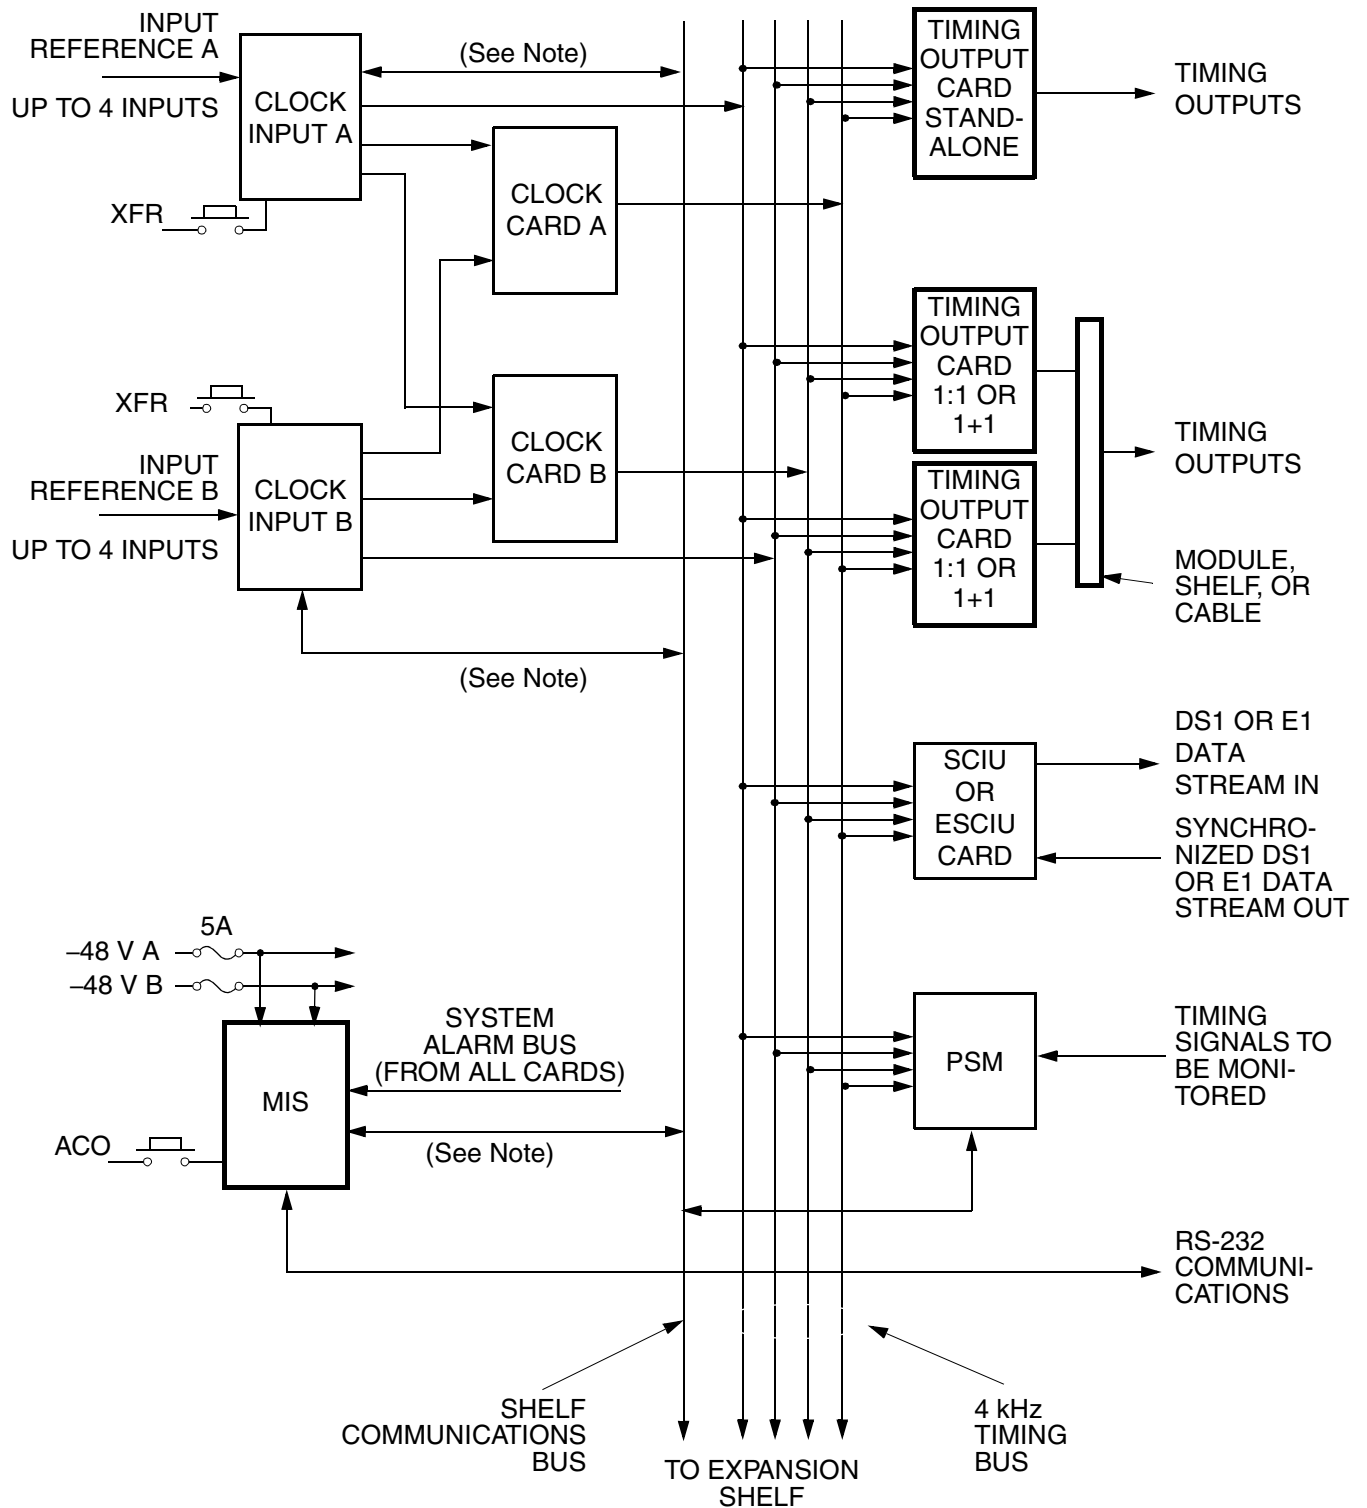 INPUT
REFERENCE A
UP TO 4 INPUTS
CLOCK
INPUT A
XFR
(See Note)
CLOCK
CARD A
TIMING
OUTPUT
CARD
STAND-
ALONE
TIMING
OUTPUTS
XFR
INPUT
REFERENCE B
UP TO 4 INPUTS
CLOCK
INPUT B
CLOCK
CARD B
(See Note)
TIMING
OUTPUT
CARD
1:1 OR
1+1
TIMING
OUTPUT
CARD
1:1 OR
1+1
TIMING
OUTPUTS
MODULE,
SHELF, OR
CABLE
SCIU
OR
ESCIU
CARD
DS1 OR E1
DATA
STREAM IN
SYNCHRO-
NIZED DS1
OR E1 DATA
STREAM OUT
5A
–48 V A
–48 V B
MIS
ACO
SYSTEM
ALARM BUS
(FROM ALL CARDS)
(See Note)
PSM
TIMING
SIGNALS TO
BE MONI-
TORED
RS-232
COMMUNI-
CATIONS
SHELF
COMMUNICATIONS
BUS
4 kHz
TIMING
BUS
TO EXPANSION
SHELF